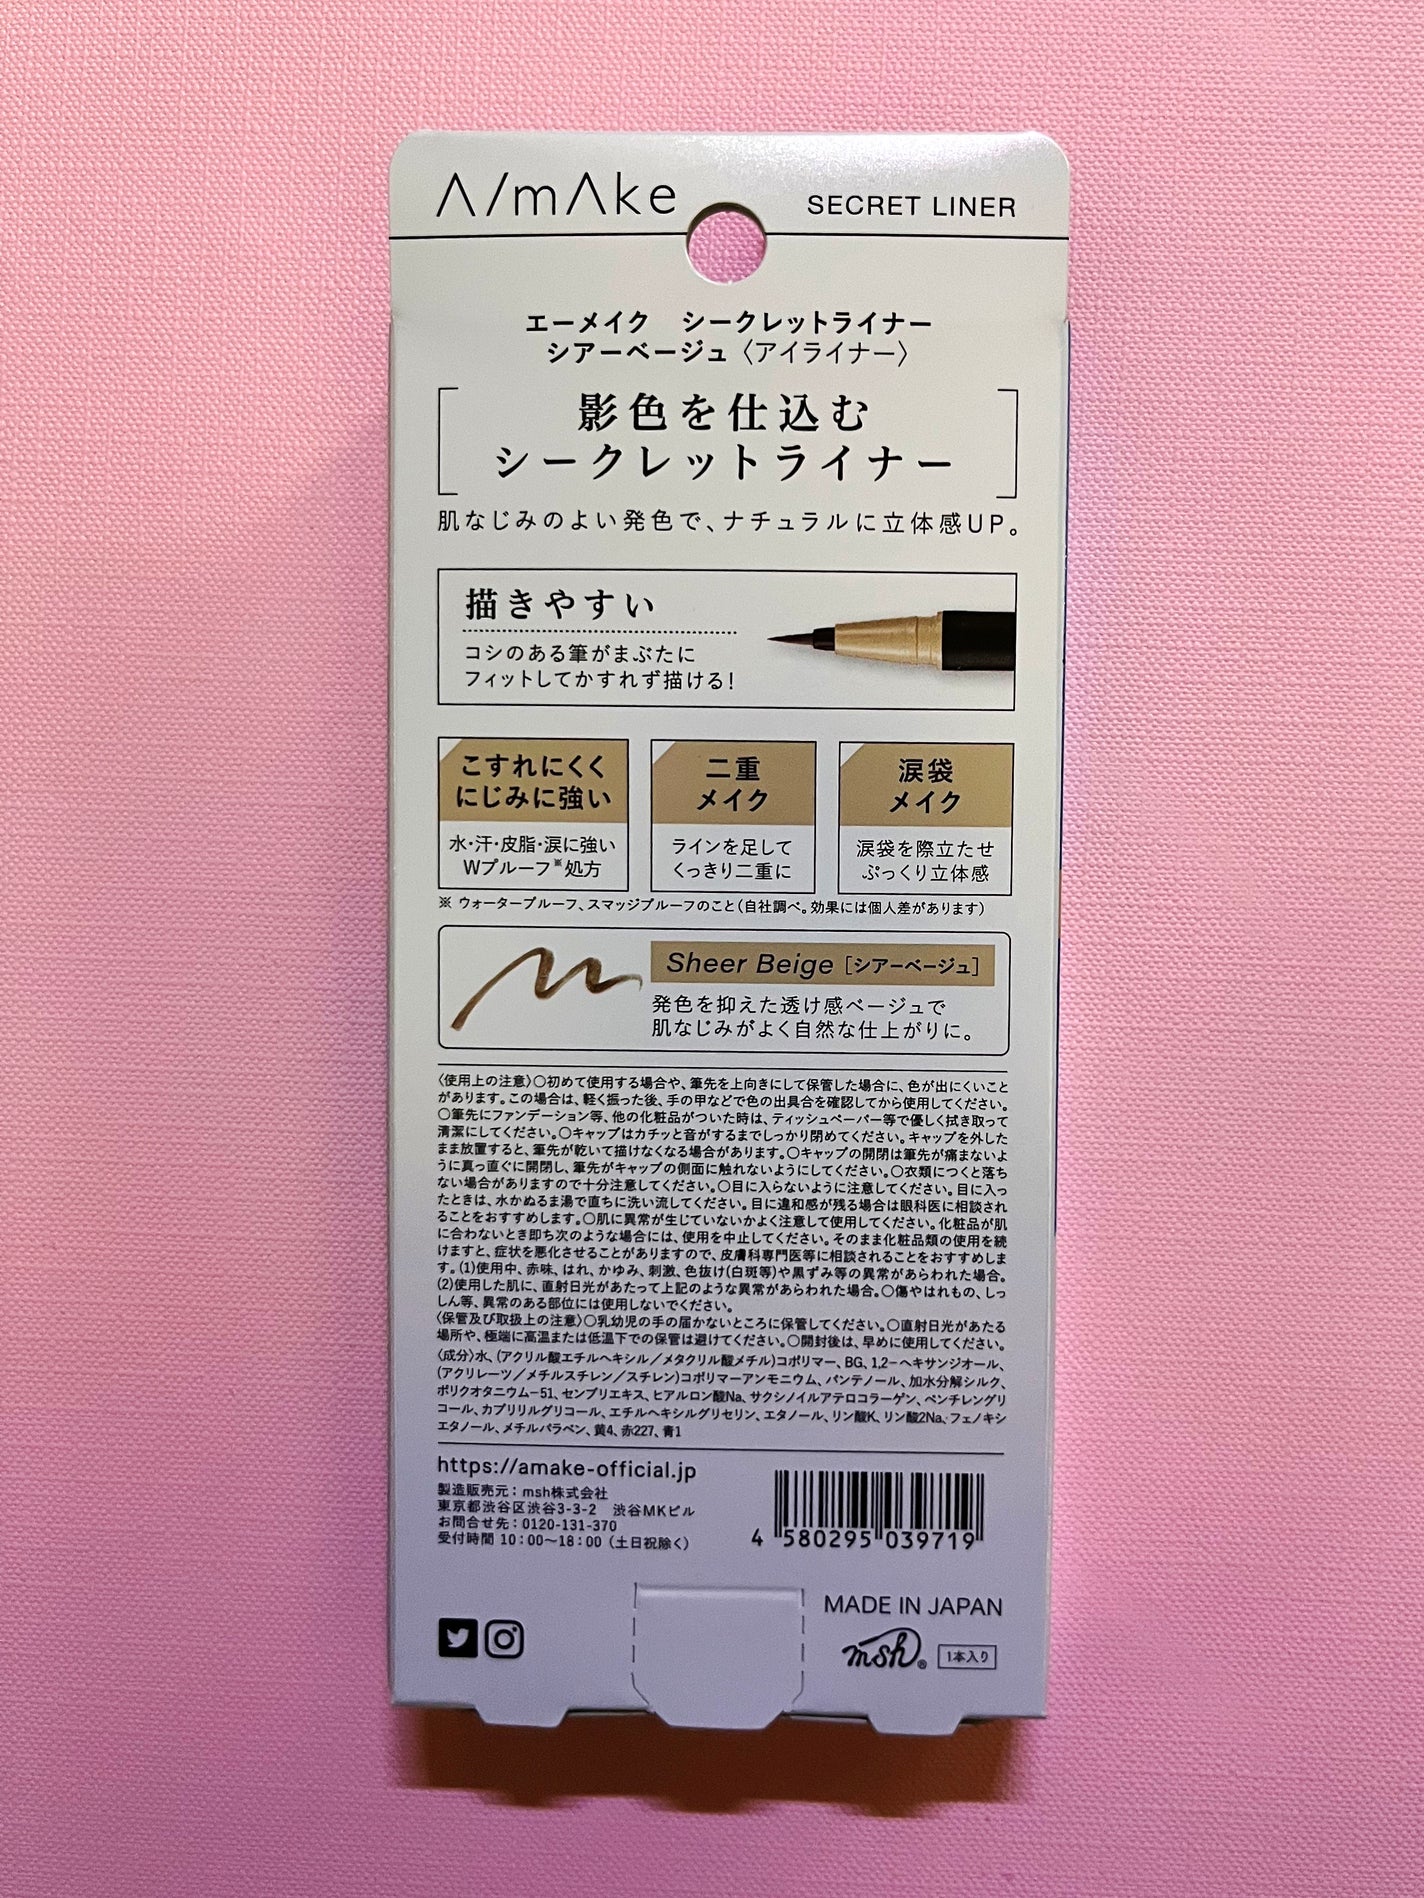 A/mAke
SECRET LINER
エーメイク　シークレットライナー
シアーベージュ〈アイライナー〉
影色を仕込む
シークレットライナー
肌なじみのよい発色で、ナチュラルに立体感UP。
描きやすい
コシのある筆がまぶたに
フィットしてかすれず描ける!
こすれにくく
にじみに強い
水・汗・皮脂・涙に強い
Wプルーフ※処方
二重
メイク
ラインを足して
くっきり二重に
涙袋
メイク
涙袋を際立たせ
ぷっくり立体感
※ ウォータープルーフ、スマッジプルーフのこと(自社調べ。効果には個人差があります)
Sheer Beige [シアーベージュ]
発色を抑えた透け感ベージュで
肌なじみがよく自然な仕上がりに。
〈使用上の注意〉○初めて使用する場合や、筆先を上向きにして保管した場合に、色が出にくいこと
があります。この場合は、軽く振った後、手の甲などで色の出具合を確認してから使用してください。
○筆先にファンデーション等、他の化粧品がついた時は、ティッシュペーパー等で優しく拭き取って
清潔にしてください。○キャップはカチッと音がするまでしっかり閉めてください。キャップを外した
まま放置すると、筆先が乾いて描けなくなる場合があります。○キャップの開閉は筆先が痛まないよ
うに真っ直ぐに開閉し、筆先がキャップの側面に触れないようにしてください。○衣類につくと落ち
ない場合がありますので十分注意してください。○目に入らないように注意してください。目に入っ
たときは、水かぬるま湯で直ちに洗い流してください。目に違和感が残る場合は眼科医に相談され
ることをおすすめします。○肌に異常が生じていないかよく注意して使用してください。化粧品が肌
に合わないとき即ち次のような場合には、使用を中止してください。そのまま化粧品類の使用を続
けますと、症状を悪化させることがありますので、皮膚科専門医等に相談されることをおすすめしま
す。(1)使用中、赤味、はれ、かゆみ、刺激、色抜け(白斑等)や黒ずみ等の異常があらわれた場合。
(2)使用した肌に、直射日光があたって上記のような異常があらわれた場合。○傷やはれもの、しっ
しん等、異常のある部位には使用しないでください。
〈保管及び取扱上の注意〉○乳幼児の手の届かないところに保管してください。○直射日光があたる
場所や、極端に高温または低温下での保管は避けてください。○開封後は、早めに使用してください。
〈成分〉水、(アクリル酸エチルヘキシル／メタクリル酸メチル)コポリマー、BG、1,2-ヘキサンジオール、
(アクリレーツ／メチルスチレン／スチレン)コポリマーアンモニウム、パンテノール、加水分解シルク、
ポリクオタニウム-51、センブリエキス、ヒアルロン酸Na、サクシノイルアテロコラーゲン、ペンチレングリ
コール、カプリリルグリコール、エチルヘキシルグリセリン、エタノール、リン酸K、リン酸2Na、フェノキシ
エタノール、メチルパラベン、黄4、赤227、青1
https://amake-official.jp
製造販売元：msh株式会社
東京都渋谷区渋谷3-3-2　渋谷MKビル
お問合せ先：0120-131-370
受付時間 10：00〜18：00 (土日祝除く)
4 580295 039719
MADE IN JAPAN
msh®
1本入り